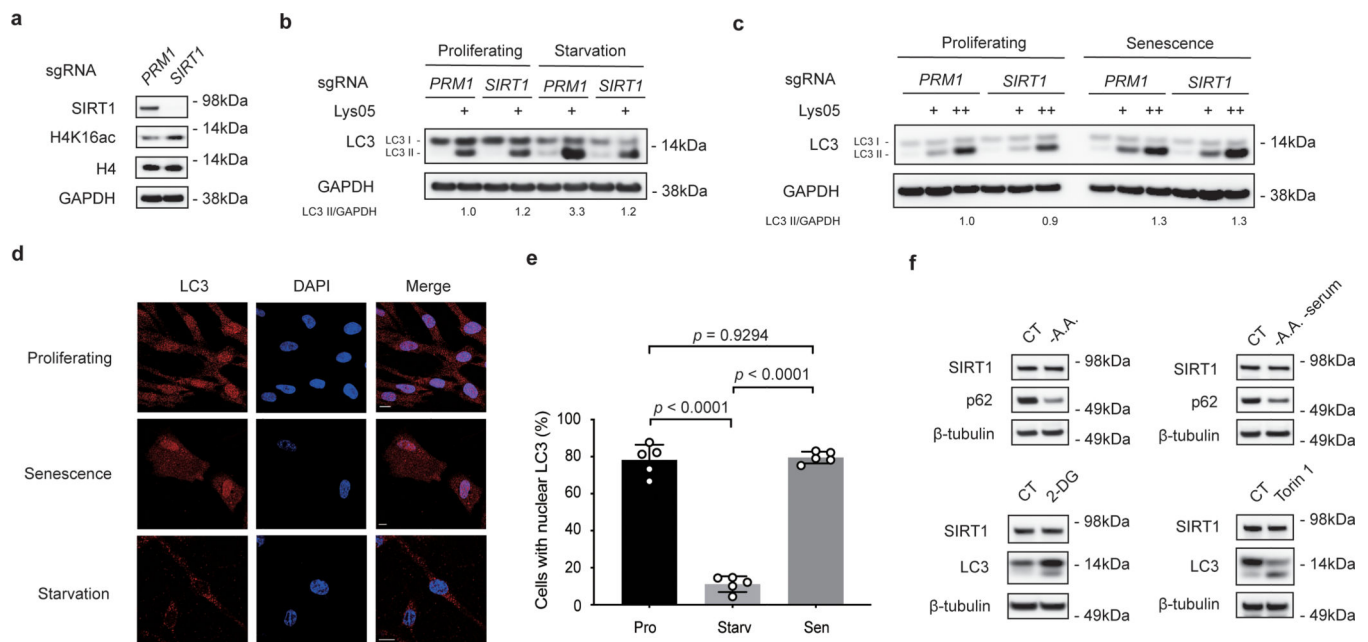 a
sgRNA
PRM1 SIRT1
SIRT1 - 98kDa
H4K16ac - 14kDa
H4 - 14kDa
GAPDH - 38kDa
b
Proliferating Starvation
sgRNA PRM1 SIRT1 PRM1 SIRT1
Lys05 + + + +
LC3 LC3 I - - 14kDa
LC3 II -
GAPDH - 38kDa
LC3 II/GAPDH 1.0 1.2 3.3 1.2
c
Proliferating Senescence
sgRNA PRM1 SIRT1 PRM1 SIRT1
Lys05 + ++ + ++ + ++ + ++
LC3 LC3 I - - 14kDa
LC3 II -
GAPDH - 38kDa
LC3 II/GAPDH 1.0 0.9 1.3 1.3
d
LC3 DAPI Merge
Proliferating
Senescence
Starvation
e
p = 0.9294
p < 0.0001
p < 0.0001
Cells with nuclear LC3 (%)
100
80
60
40
20
0
Pro Starv Sen
f
CT -A.A.
SIRT1 - 98kDa
p62 - 49kDa
β-tubulin - 49kDa
CT -A.A. -serum
SIRT1 - 98kDa
p62 - 49kDa
β-tubulin - 49kDa
CT 2-DG
SIRT1 - 98kDa
LC3 - 14kDa
β-tubulin - 49kDa
CT Torin 1
SIRT1 - 98kDa
LC3 - 14kDa
β-tubulin - 49kDa